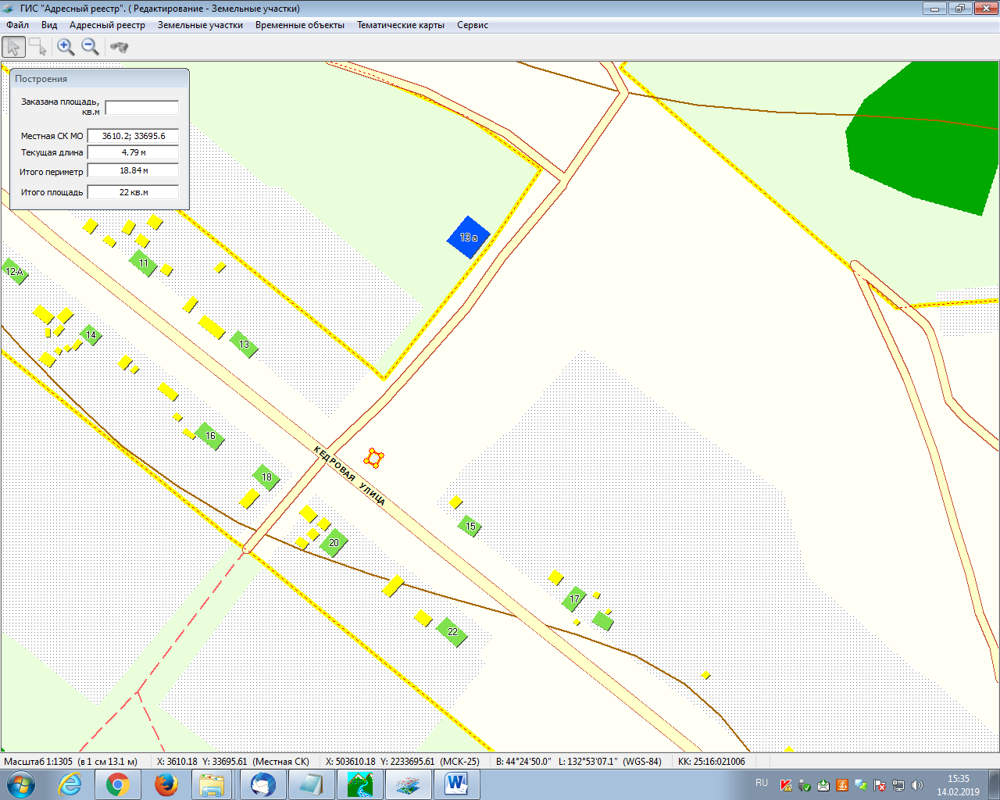 ГИС "Адресный реестр". ( Редактирование - Земельные участки)
Файл Вид Адресный реестр Земельные участки Временные объекты Тематические карты Сервис
Построения
Заказана площадь,
кв.м
Местная СК МО 3610.2; 33695.6
Текущая длина 4.79 м
Итого периметр 18.84 м
Итого площадь 22 кв.м
11
12-А
14
13
16
18
20
22
15
17
КЕДРОВАЯ УЛИЦА
Масштаб 1:1305 (в 1 см 13.1 м) X: 3610.18 Y: 33695.61 (Местная СК) X: 503610.18 Y: 2233695.61 (МСК-25) B: 44°24'50.0" L: 132°53'07.1" (WGS-84) КК: 25:16:021006
RU
15:35
14.02.2019